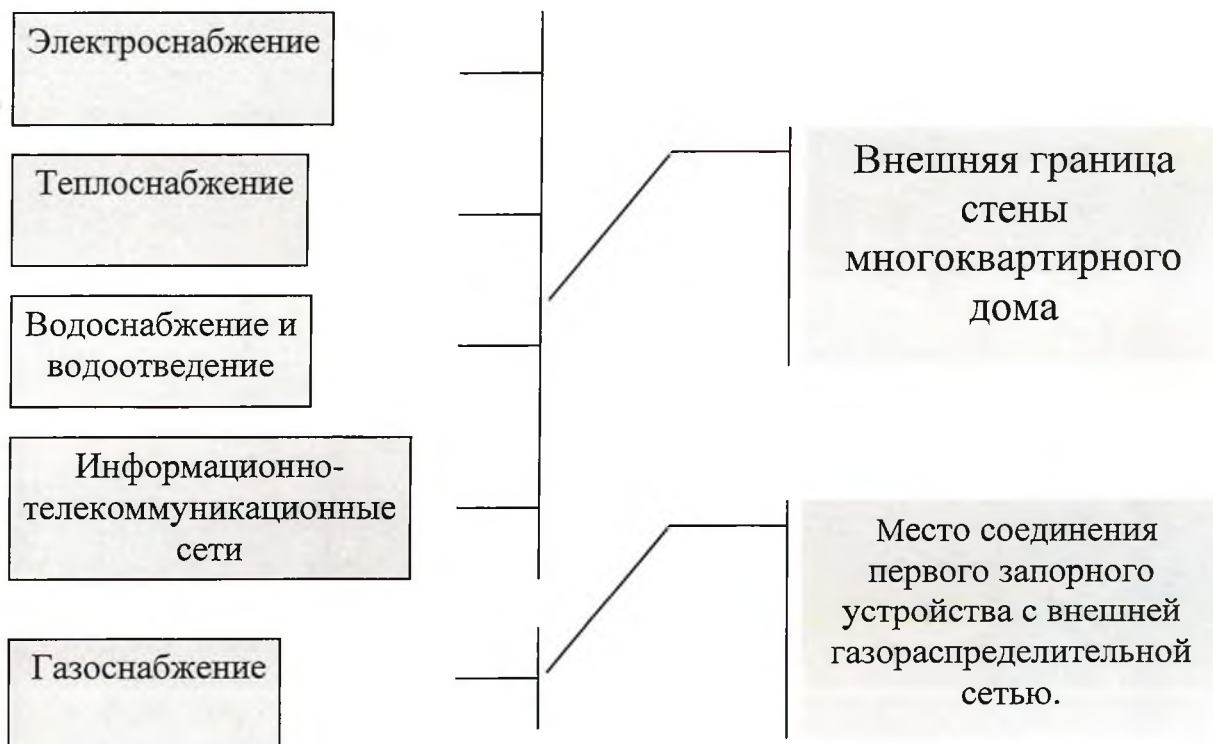 Электроснабжение
Теплоснабжение
Водоснабжение и
водоотведение
Информационно-
телекоммуникационные
сети
Газоснабжение
Внешняя граница
стены
многоквартирного
дома
Место соединения
первого запорного
устройства с внешней
газораспределительной
сетью.